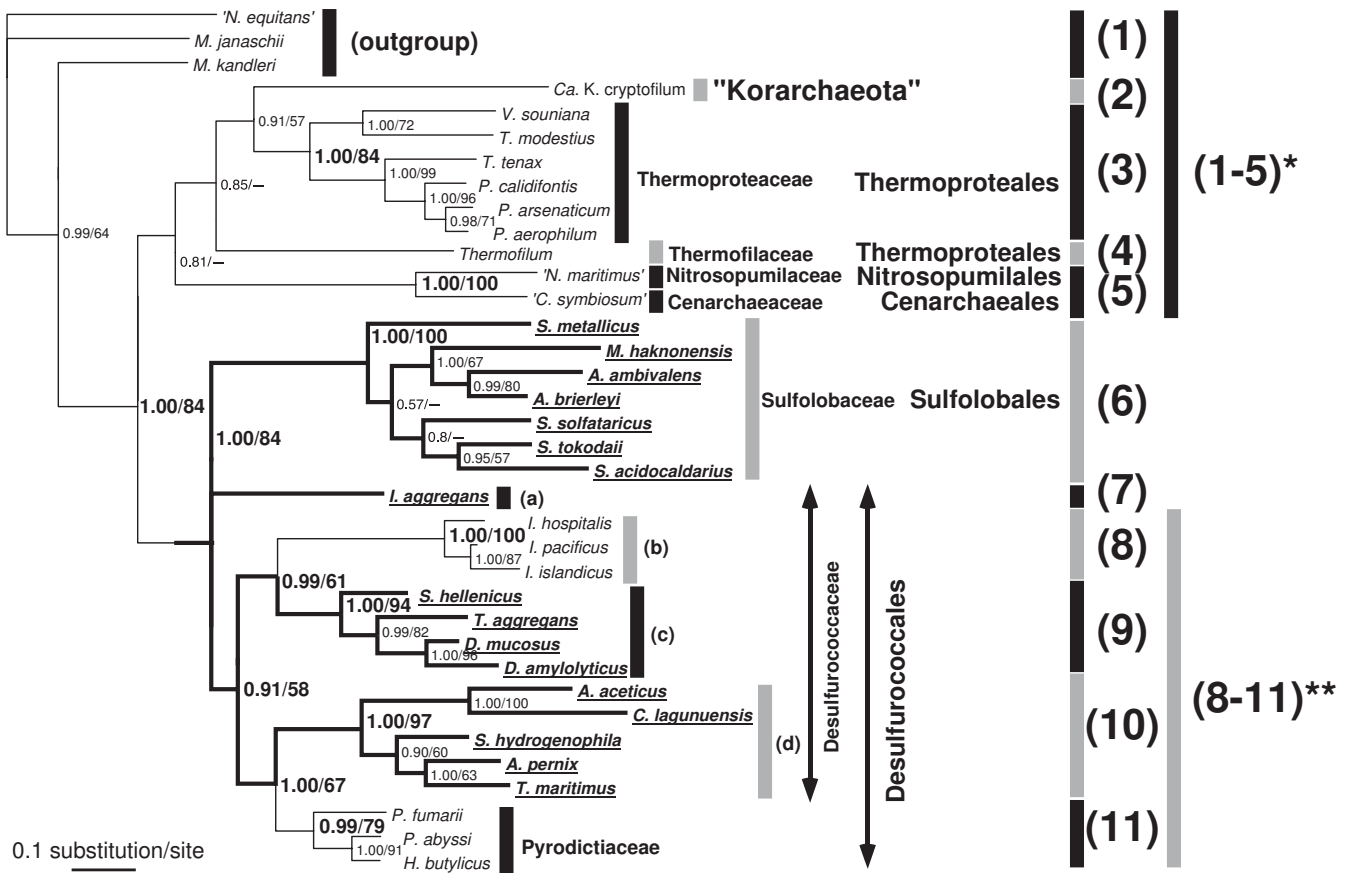 'N. equitans'
M. janaschii
M. kandleri
(outgroup)
(1)
Ca. K. cryptofilum
"Korarchaeota"
(2)
0.91/57
V. souniana
1.00/72
T. modestius
1.00/84
T. tenax
1.00/99
P. calidifontis
1.00/96
P. arsenaticum
0.98/71
P. aerophilum
Thermoproteaceae
Thermoproteales
(3)
(1-5)*
0.85/–
0.99/64
Thermofilum
Thermofilaceae
Thermoproteales
(4)
0.81/–
'N. maritimus'
Nitrosopumilaceae
Nitrosopumilales
1.00/100
'C. symbiosum'
Cenarchaeaceae
Cenarchaeales
(5)
S. metallicus
1.00/100
M. haknonensis
1.00/67
A. ambivalens
0.99/80
A. brierleyi
0.57/–
Sulfolobaceae
Sulfolobales
(6)
S. solfataricus
0.8/–
S. tokodaii
0.95/57
S. acidocaldarius
1.00/84
1.00/84
I. aggregans
(a)
(7)
I. hospitalis
1.00/100
I. pacificus
1.00/87
I. islandicus
(b)
(8)
0.99/61
S. hellenicus
1.00/94
T. aggregans
0.99/82
D. mucosus
1.00/96
D. amylolyticus
(c)
(9)
Desulfurococcaceae
Desulfurococcales
0.91/58
A. aceticus
1.00/100
C. lagunuensis
1.00/97
S. hydrogenophila
0.90/60
A. pernix
1.00/63
T. maritimus
(d)
(10)
(8-11)**
1.00/67
P. fumarii
0.99/79
P. abyssi
1.00/91
H. butylicus
Pyrodictiaceae
(11)
0.1 substitution/site